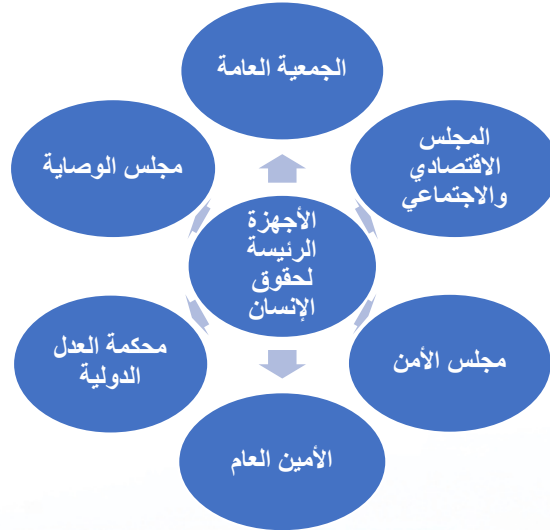 الجمعية العامة
المجلس
الاقتصادي
والاجتماعي
مجلس الوصاية
الأجهزة
الرئيسة
لحقوق
الإنسان
مجلس الأمن
محكمة العدل
الدولية
الأمين العام